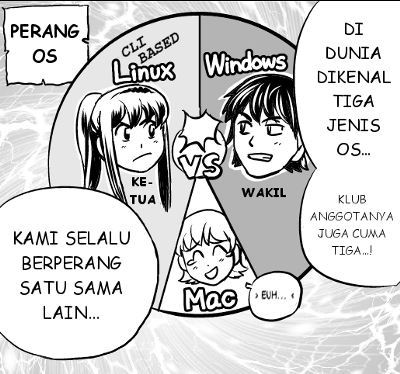 PERANG
OS
CLI
BASED
Linux
Windows
VS
KE-
TUA
WAKIL
Mac
› EUH... ‹
DI
DUNIA
DIKENAL
TIGA
JENIS
OS...
KLUB
ANGGOTANYA
JUGA CUMA
TIGA...!
KAMI SELALU
BERPERANG
SATU SAMA
LAIN...